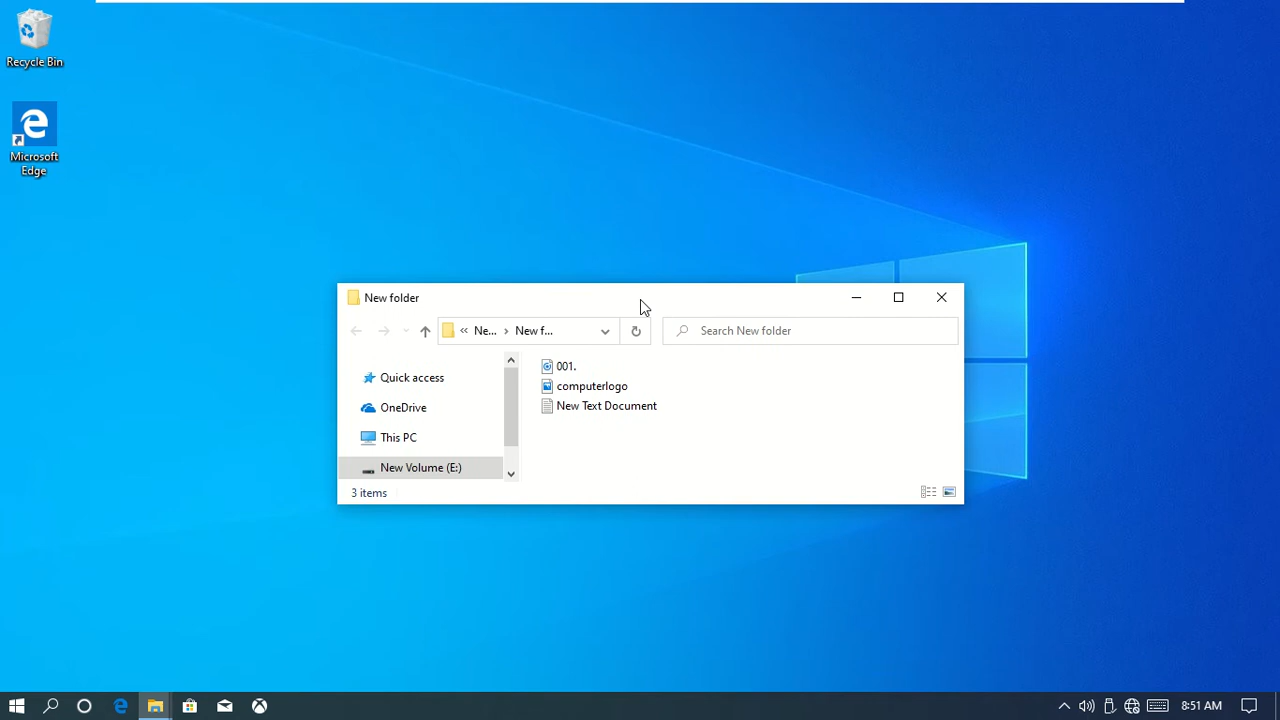 Recycle Bin
Microsoft
Edge
New folder
« Ne... › New f...
Search New folder
Quick access
OneDrive
This PC
New Volume (E:)
001.
computerlogo
New Text Document
3 items
8:51 AM